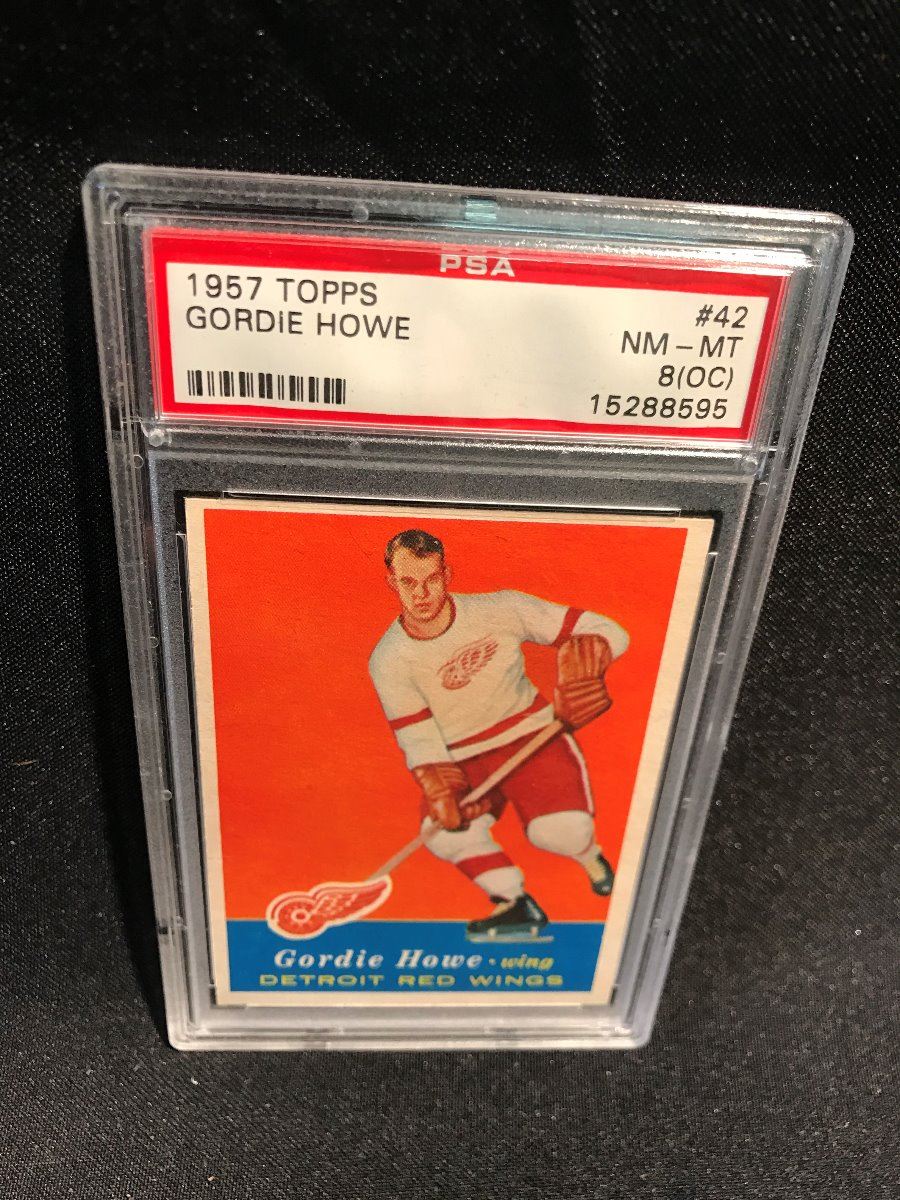 PSA
1957 TOPPS #42
GORDiE HOWE NM - MT
8(OC)
15288595
Gordie Howe · wing
DETROIT RED WINGS